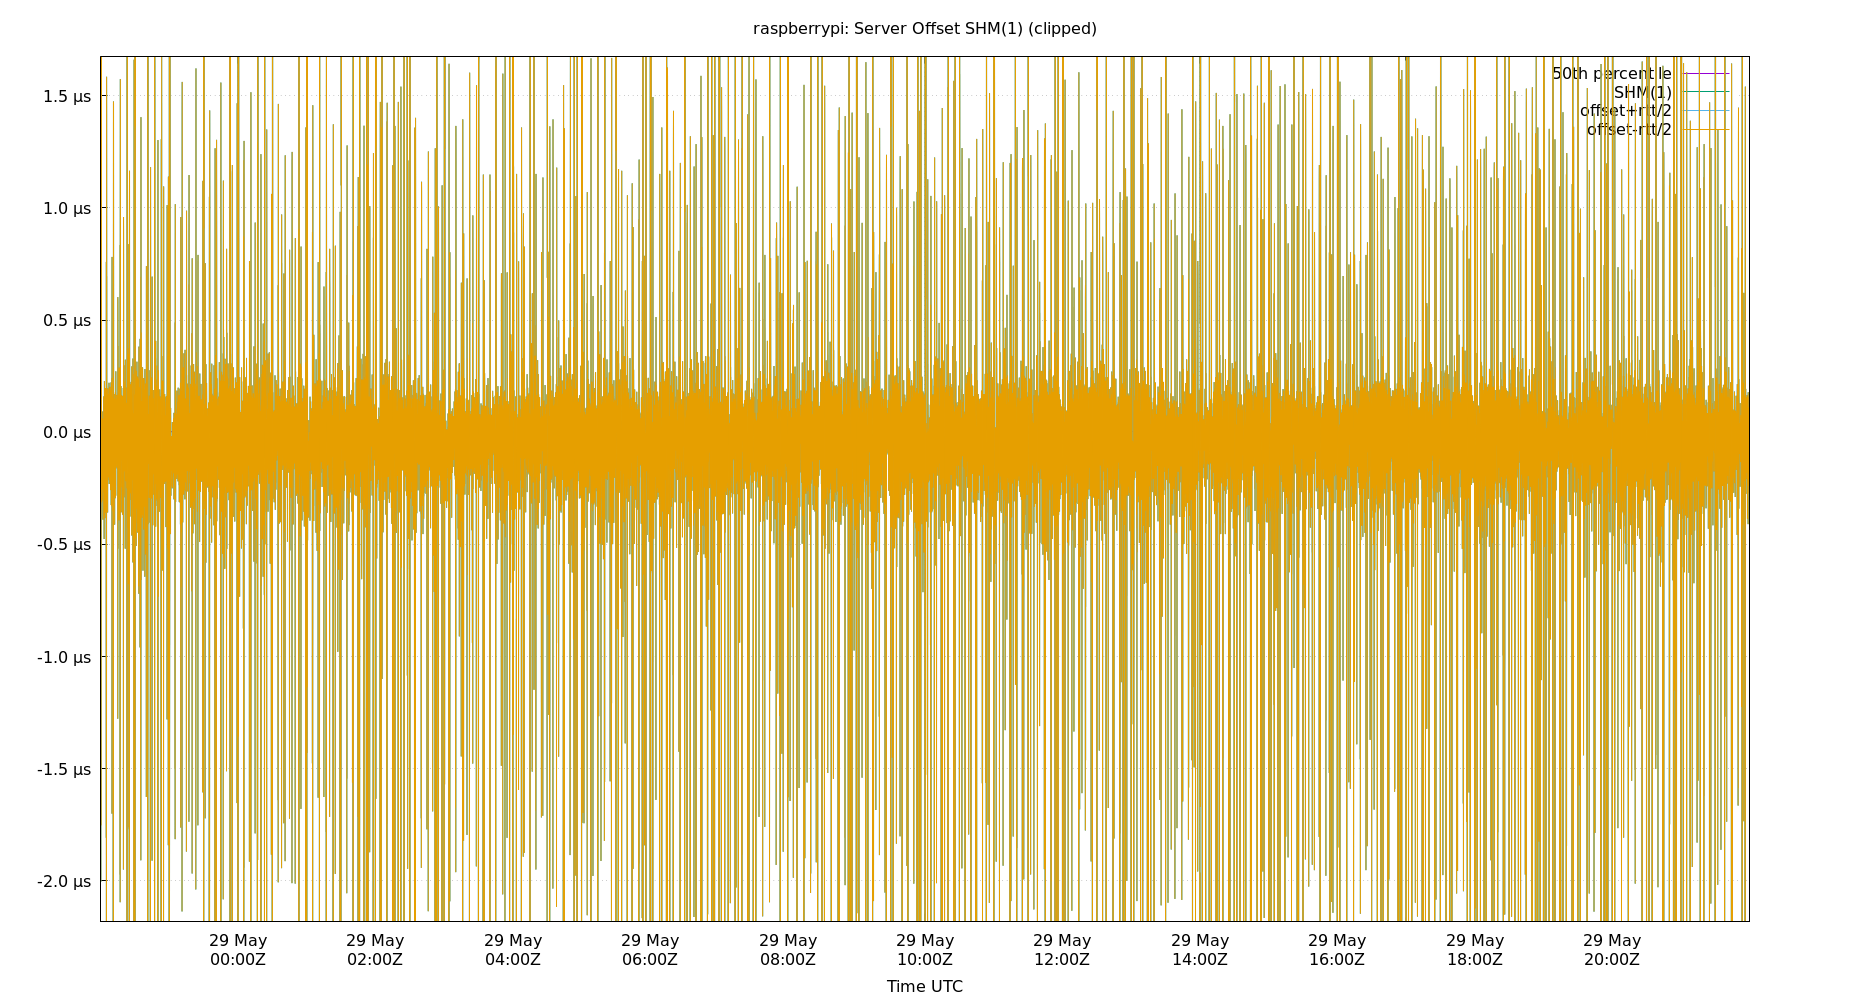 raspberrypi: Server Offset SHM(1) (clipped)
50th percentile
SHM(1)
offset+rtt/2
offset-rtt/2
1.5 µs
1.0 µs
0.5 µs
0.0 µs
-0.5 µs
-1.0 µs
-1.5 µs
-2.0 µs
29 May 29 May 29 May 29 May 29 May 29 May 29 May 29 May 29 May 29 May 29 May
00:00Z 02:00Z 04:00Z 06:00Z 08:00Z 10:00Z 12:00Z 14:00Z 16:00Z 18:00Z 20:00Z
Time UTC